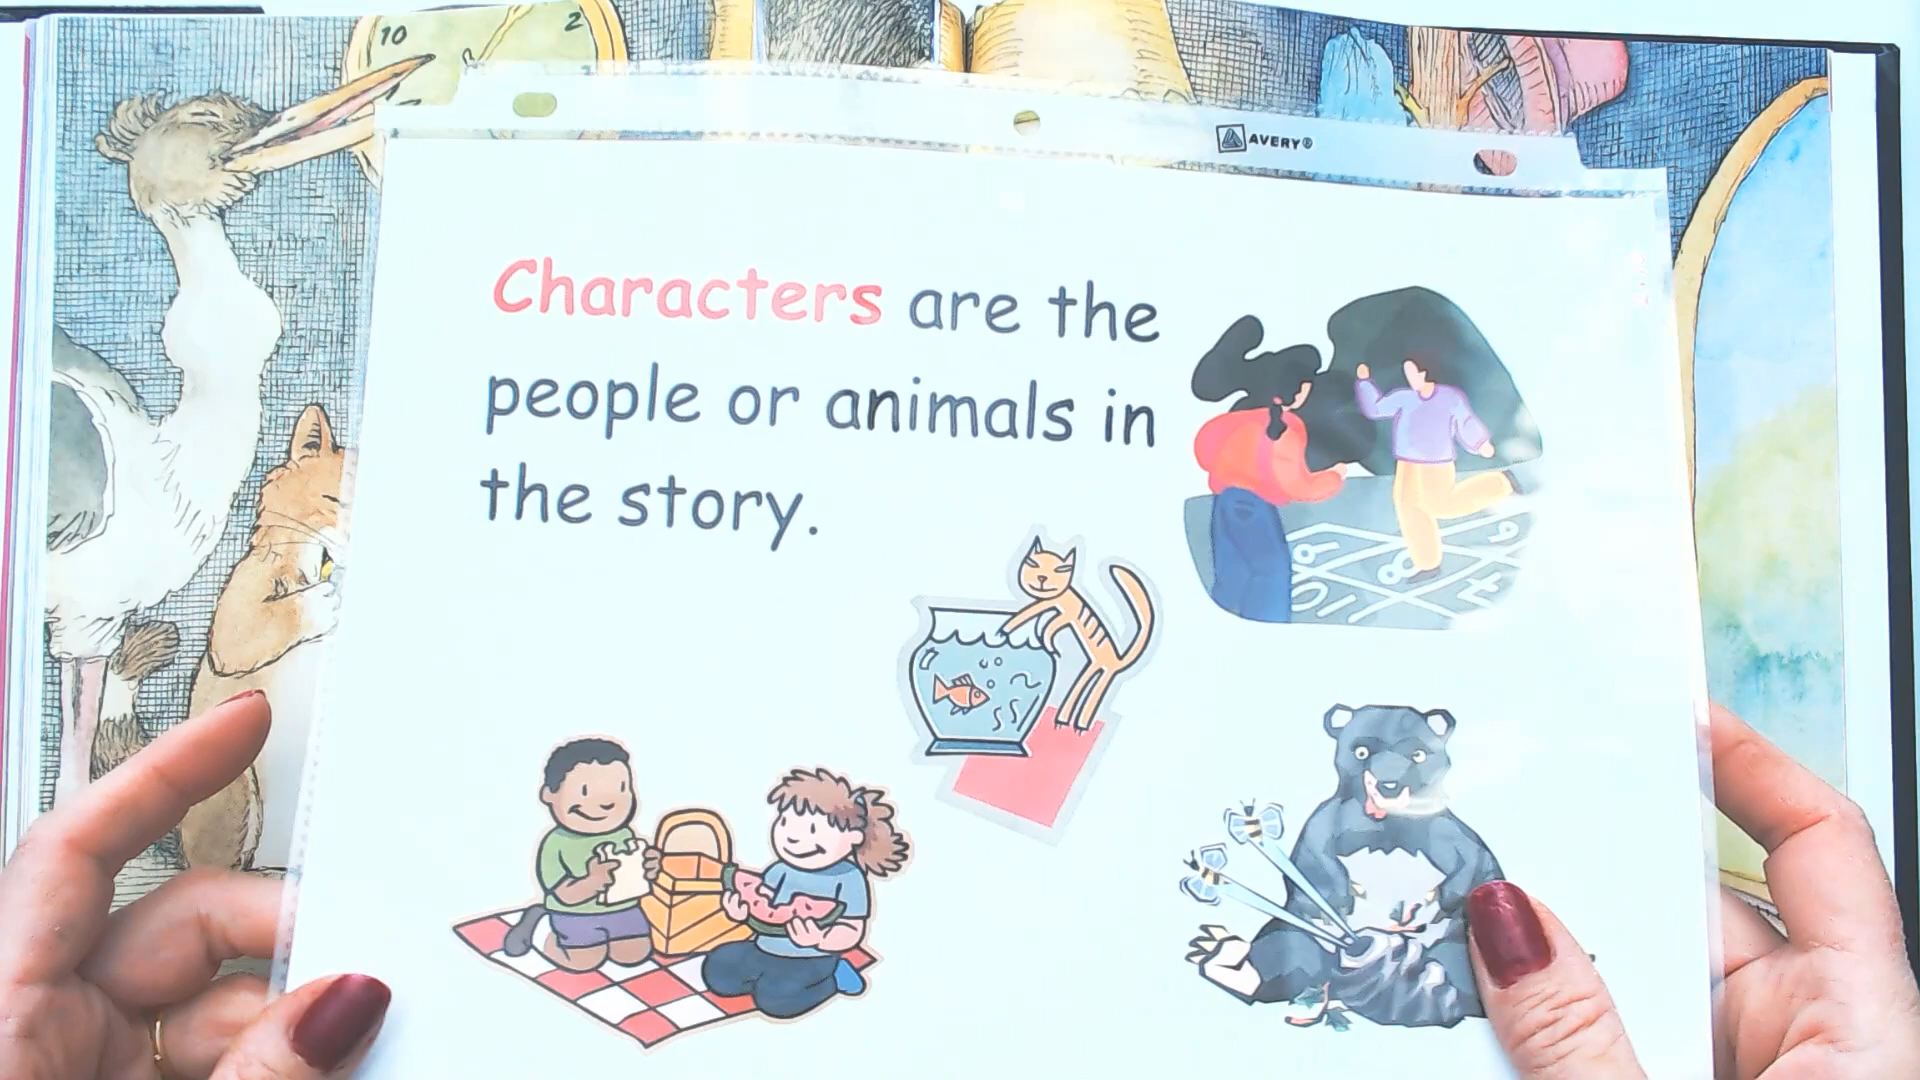 10 2
AVERY®
Characters are the
people or animals in
the story.